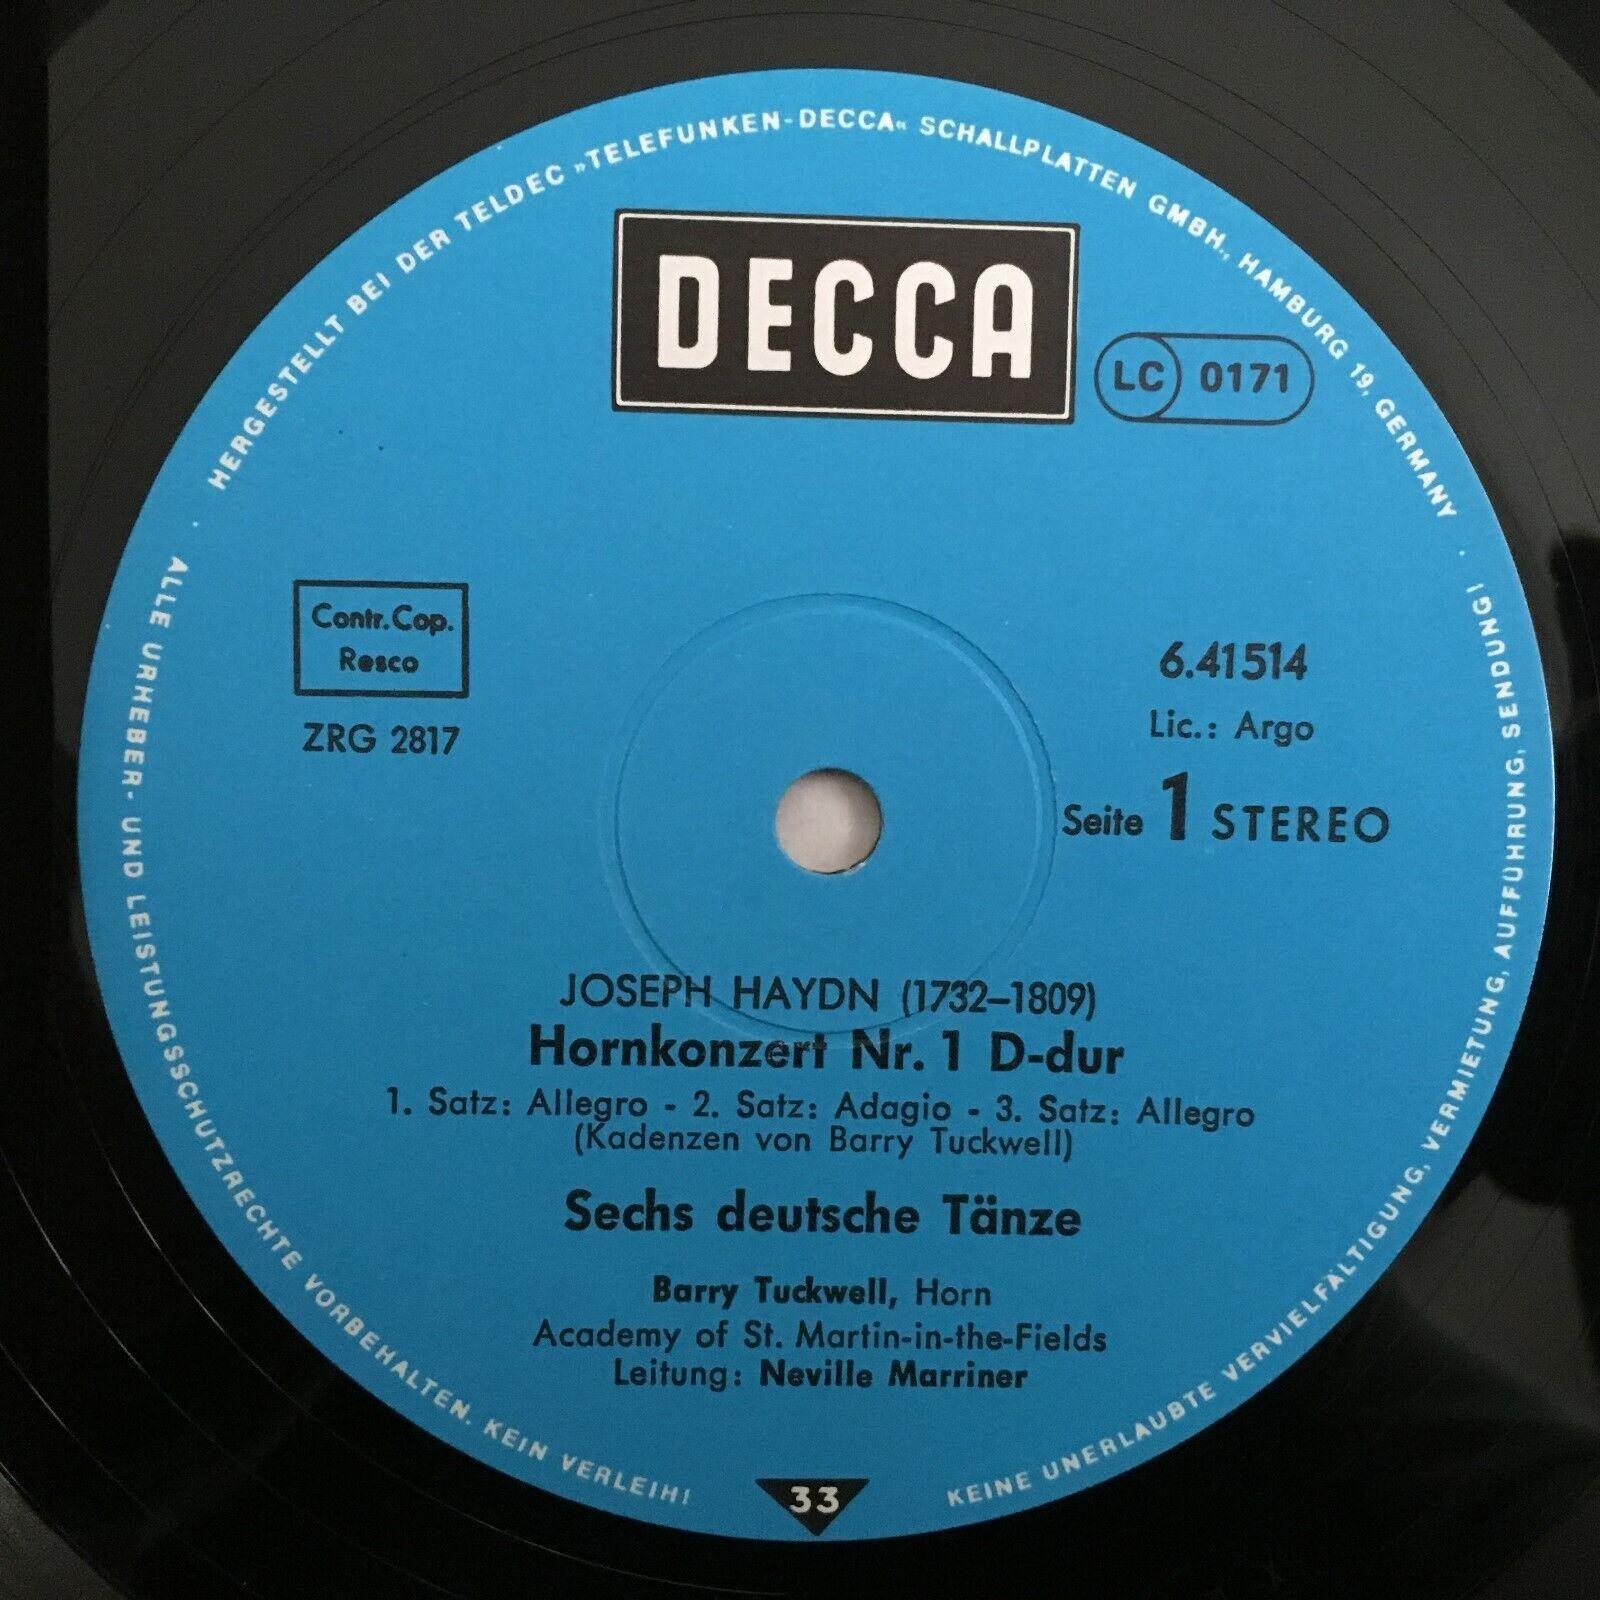 HERGESTELLT BEI DER TELDEC »TELEFUNKEN-DECCA« SCHALLPLATTEN GMBH., HAMBURG 19, GERMANY ·
DECCA
LC 0171
Contr.Cop.
Resco
ZRG 2817
6.41514
Lic.: Argo
Seite 1 STEREO
JOSEPH HAYDN (1732–1809)
Hornkonzert Nr. 1 D-dur
1. Satz: Allegro - 2. Satz: Adagio - 3. Satz: Allegro
(Kadenzen von Barry Tuckwell)
Sechs deutsche Tänze
Barry Tuckwell, Horn
Academy of St. Martin-in-the-Fields
Leitung: Neville Marriner
33
ALLE URHEBER- UND LEISTUNGSSCHUTZRECHTE VORBEHALTEN. KEIN VERLEIH!
KEINE UNERLAUBTE VERVIELFÄLTIGUNG, VERMIETUNG, AUFFÜHRUNG, SENDUNG!